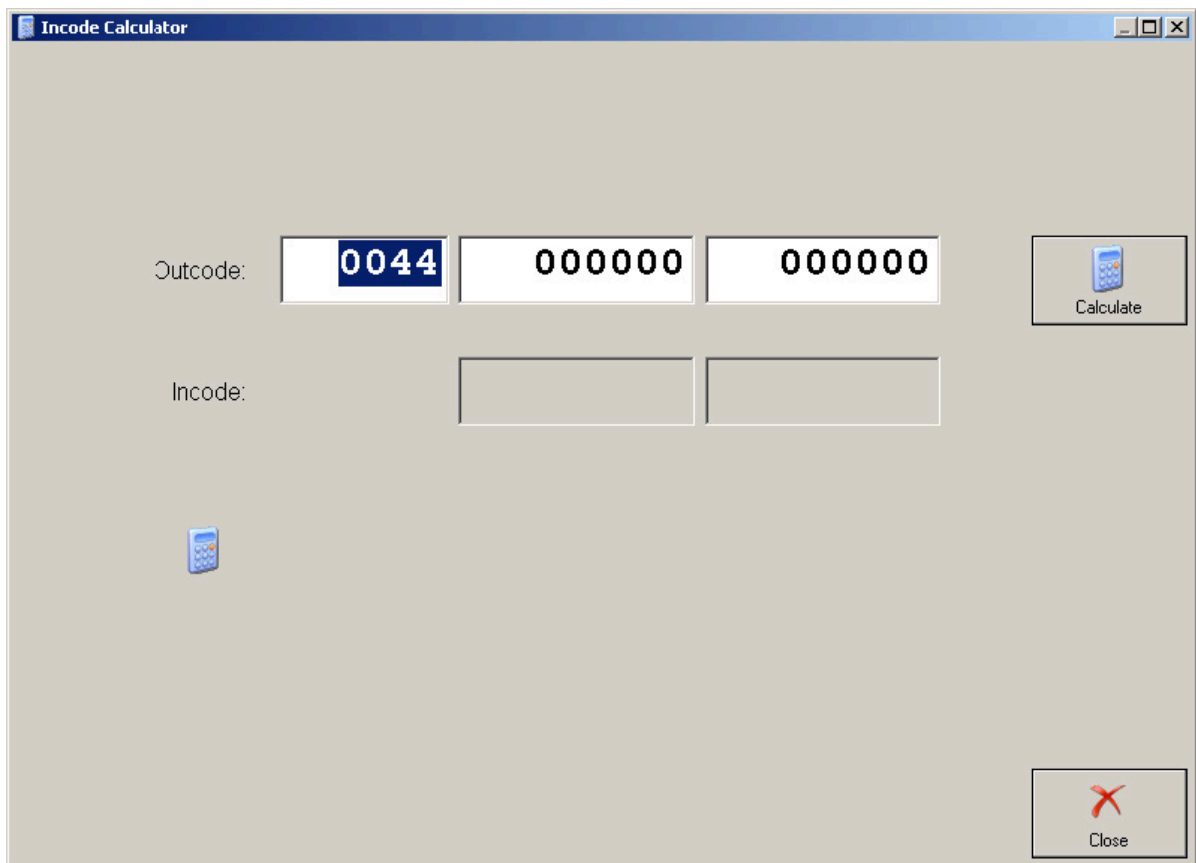 Incode Calculator
Outcode: 0044 000000 000000
Calculate
Incode:
Close